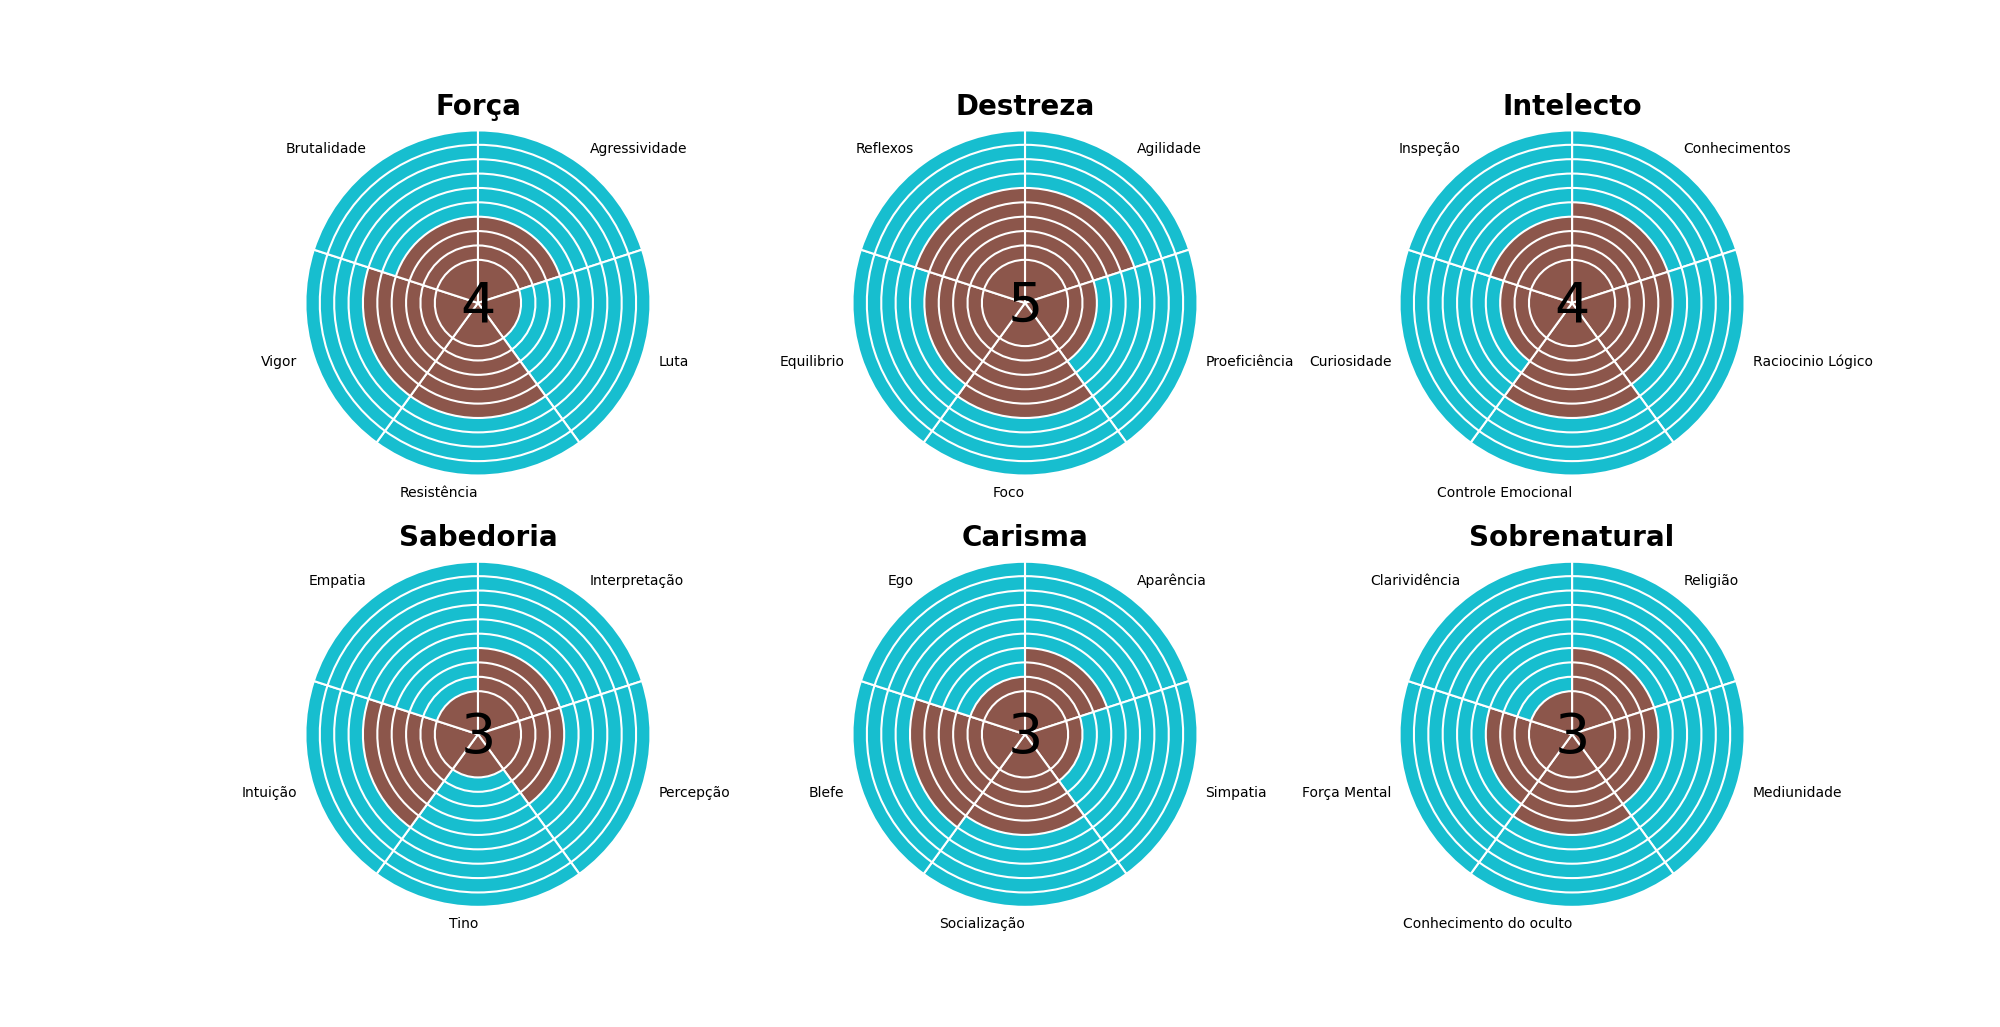 Força
Brutalidade
Agressividade
4
Vigor
Luta
Resistência
Destreza
Reflexos
Agilidade
5
Equilibrio
Proeficiência
Foco
Intelecto
Inspeção
Conhecimentos
4
Curiosidade
Raciocinio Lógico
Controle Emocional
Sabedoria
Empatia
Interpretação
3
Intuição
Percepção
Tino
Carisma
Ego
Aparência
3
Blefe
Simpatia
Socialização
Sobrenatural
Clarividência
Religião
3
Força Mental
Mediunidade
Conhecimento do oculto